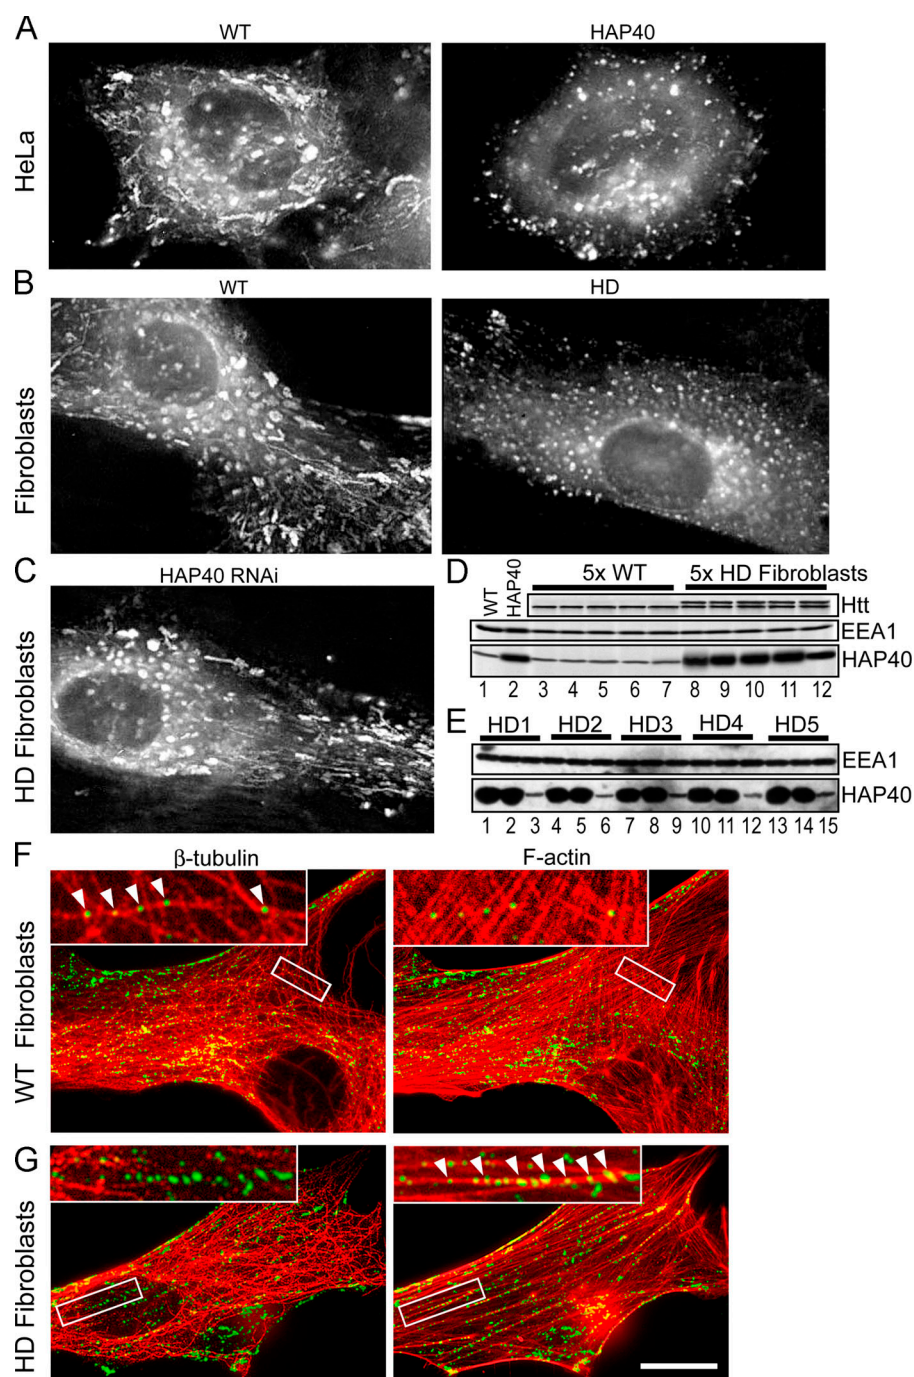 A
WT
HAP40
HeLa
B
WT
HD
Fibroblasts
C
HAP40 RNAi
HD Fibroblasts
D
WT
HAP40
5x WT
5x HD Fibroblasts
Htt
EEA1
HAP40
1 2 3 4 5 6 7 8 9 10 11 12
E
HD1 HD2 HD3 HD4 HD5
EEA1
HAP40
1 2 3 4 5 6 7 8 9 10 11 12 13 14 15
F
β-tubulin
F-actin
WT Fibroblasts
G
HD Fibroblasts